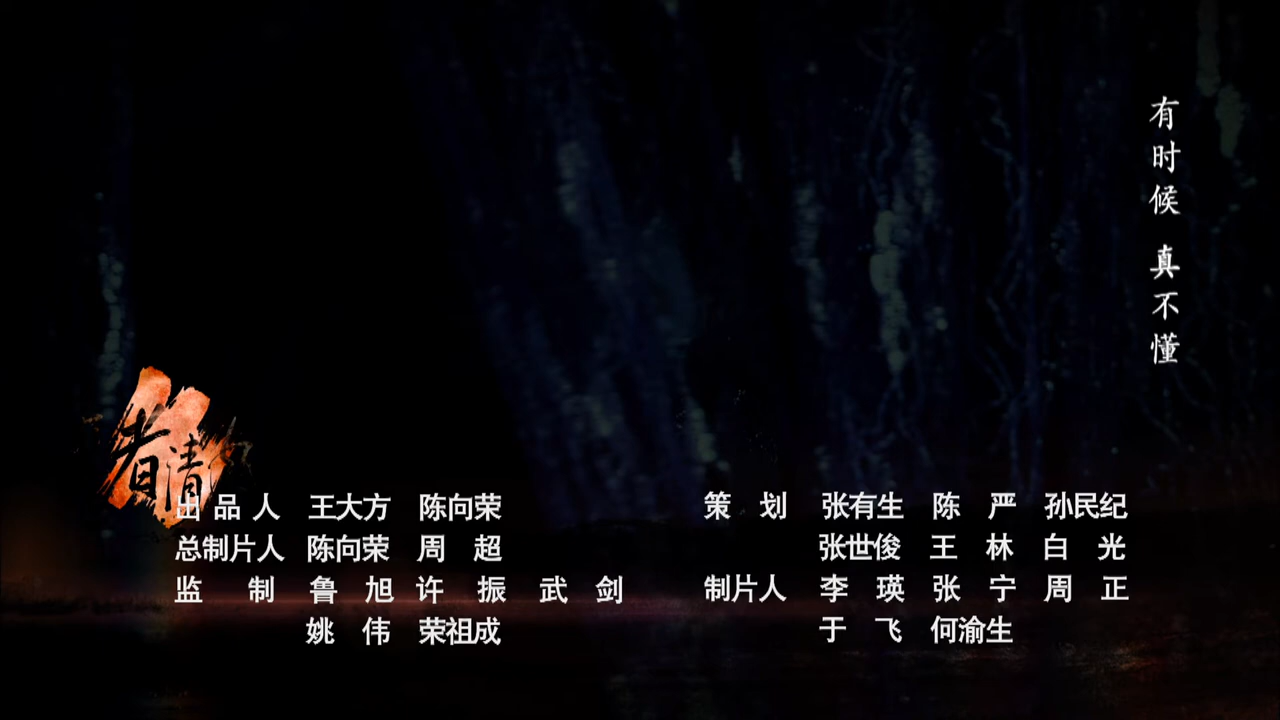 有时候 真不懂
看清
出品人 王大方 陈向荣
总制片人 陈向荣 周超
监制 鲁旭 许振 武剑
姚伟 荣祖成
策划 张有生 陈严 孙民纪
张世俊 王林 白光
制片人 李瑛 张宁 周正
于飞 何渝生